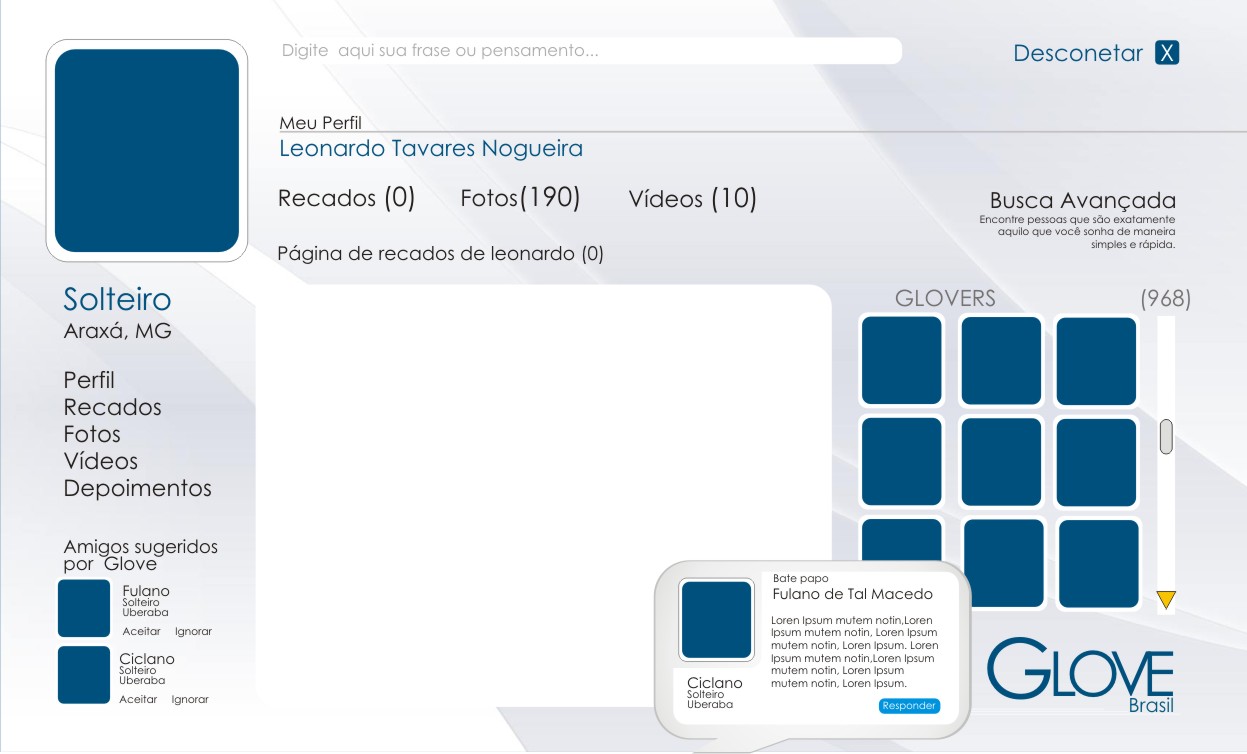 Digite aqui sua frase ou pensamento...
Desconetar X
Meu Perfil
Leonardo Tavares Nogueira
Recados (0) Fotos(190) Vídeos (10)
Página de recados de leonardo (0)
Busca Avançada
Encontre pessoas que são exatamente
aquilo que você sonha de maneira
simples e rápida.
Solteiro
Araxá, MG
Perfil
Recados
Fotos
Vídeos
Depoimentos
Amigos sugeridos
por Glove
Fulano
Solteiro
Uberaba
Aceitar Ignorar
Ciclano
Solteiro
Uberaba
Aceitar Ignorar
GLOVERS (968)
Bate papo
Fulano de Tal Macedo
Loren Ipsum mutem notin,Loren
Ipsum mutem notin, Loren Ipsum
mutem notin, Loren Ipsum. Loren
Ipsum mutem notin,Loren Ipsum
mutem notin, Loren Ipsum
mutem notin, Loren Ipsum.
Ciclano
Solteiro
Uberaba
Responder
GLOVE
Brasil